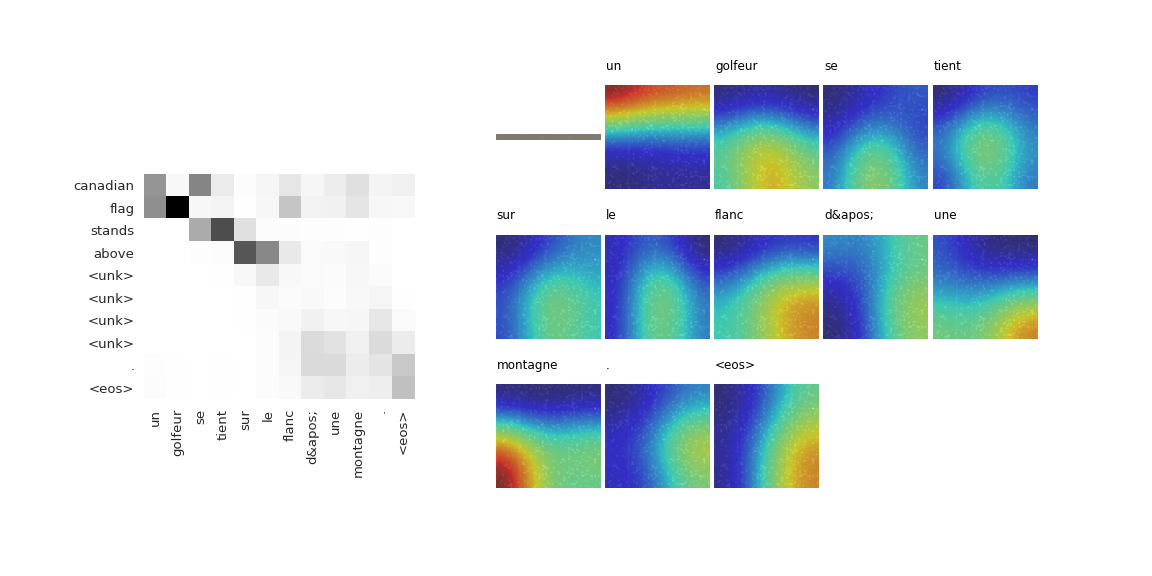 canadian
flag
stands
above
<unk>
<unk>
<unk>
<unk>
.
<eos>
un golfeur se tient sur le flanc d&apos; une montagne . <eos>
un golfeur se tient
sur le flanc d&apos; une
montagne . <eos>